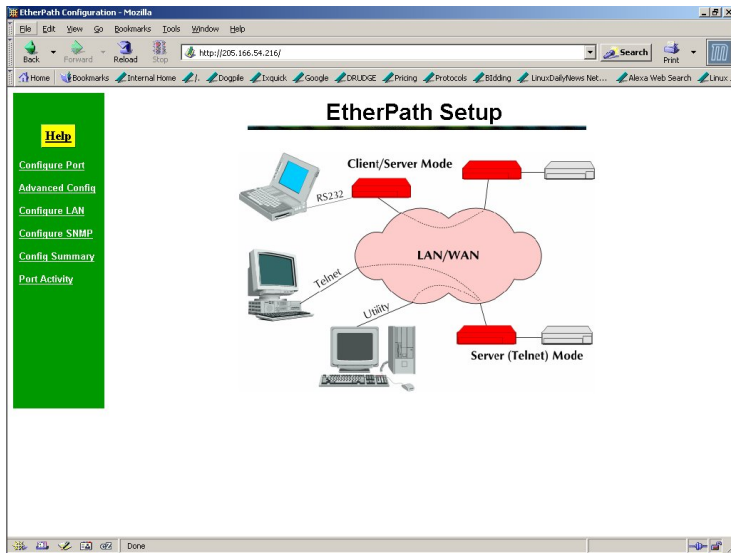 EtherPath Configuration - Mozilla
File Edit View Go Bookmarks Tools Window Help
Back Forward Reload Stop http://205.166.54.216/ Search Print
Home Bookmarks Internal Home /. Dogpile Ixquick Google DRUDGE Pricing Protocols BIdding LinuxDailyNews Net... Alexa Web Search Linux
EtherPath Setup
Help
Configure Port
Advanced Config
Configure LAN
Configure SNMP
Config Summary
Port Activity
Client/Server Mode
RS232
LAN/WAN
Telnet
Utility
Server (Telnet) Mode
Done